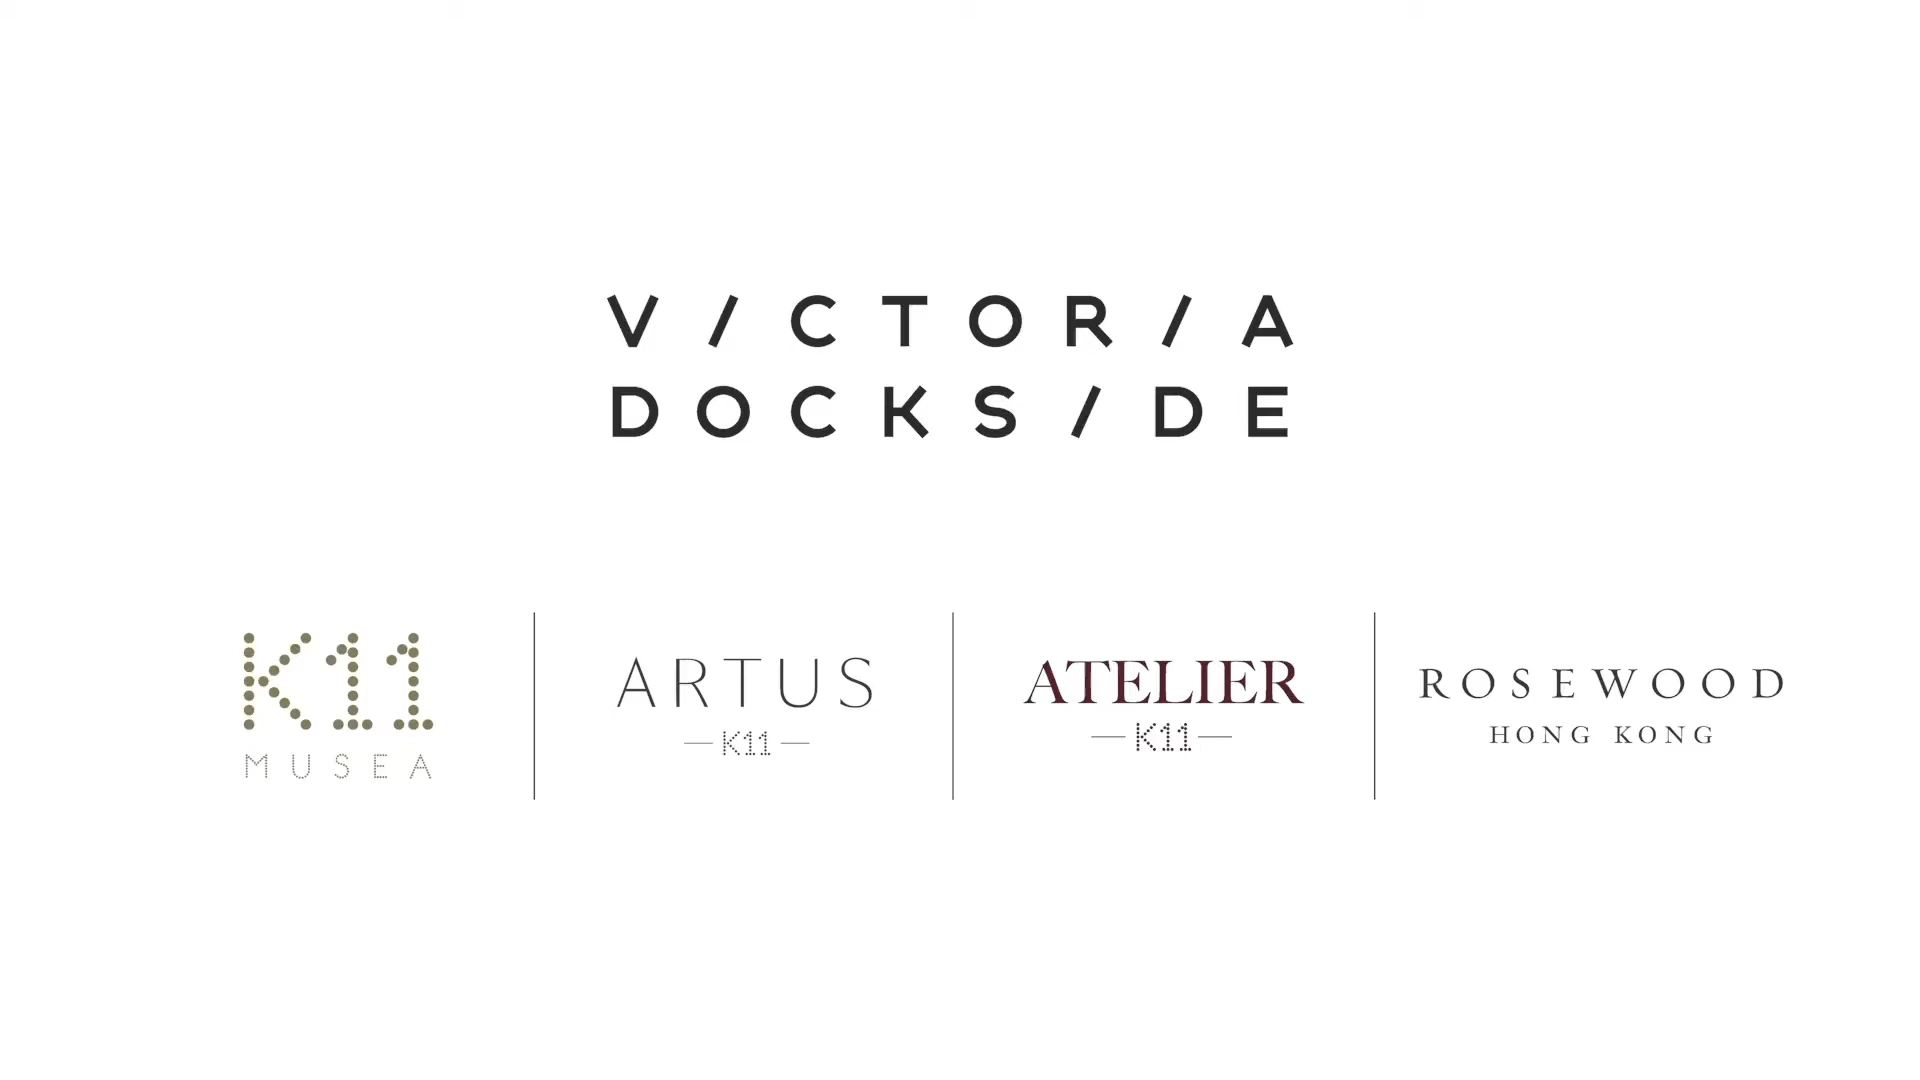 V/CTOR/A
DOCKS/DE
K11
MUSEA
ARTUS
K11
ATELIER
K11
ROSEWOOD
HONG KONG